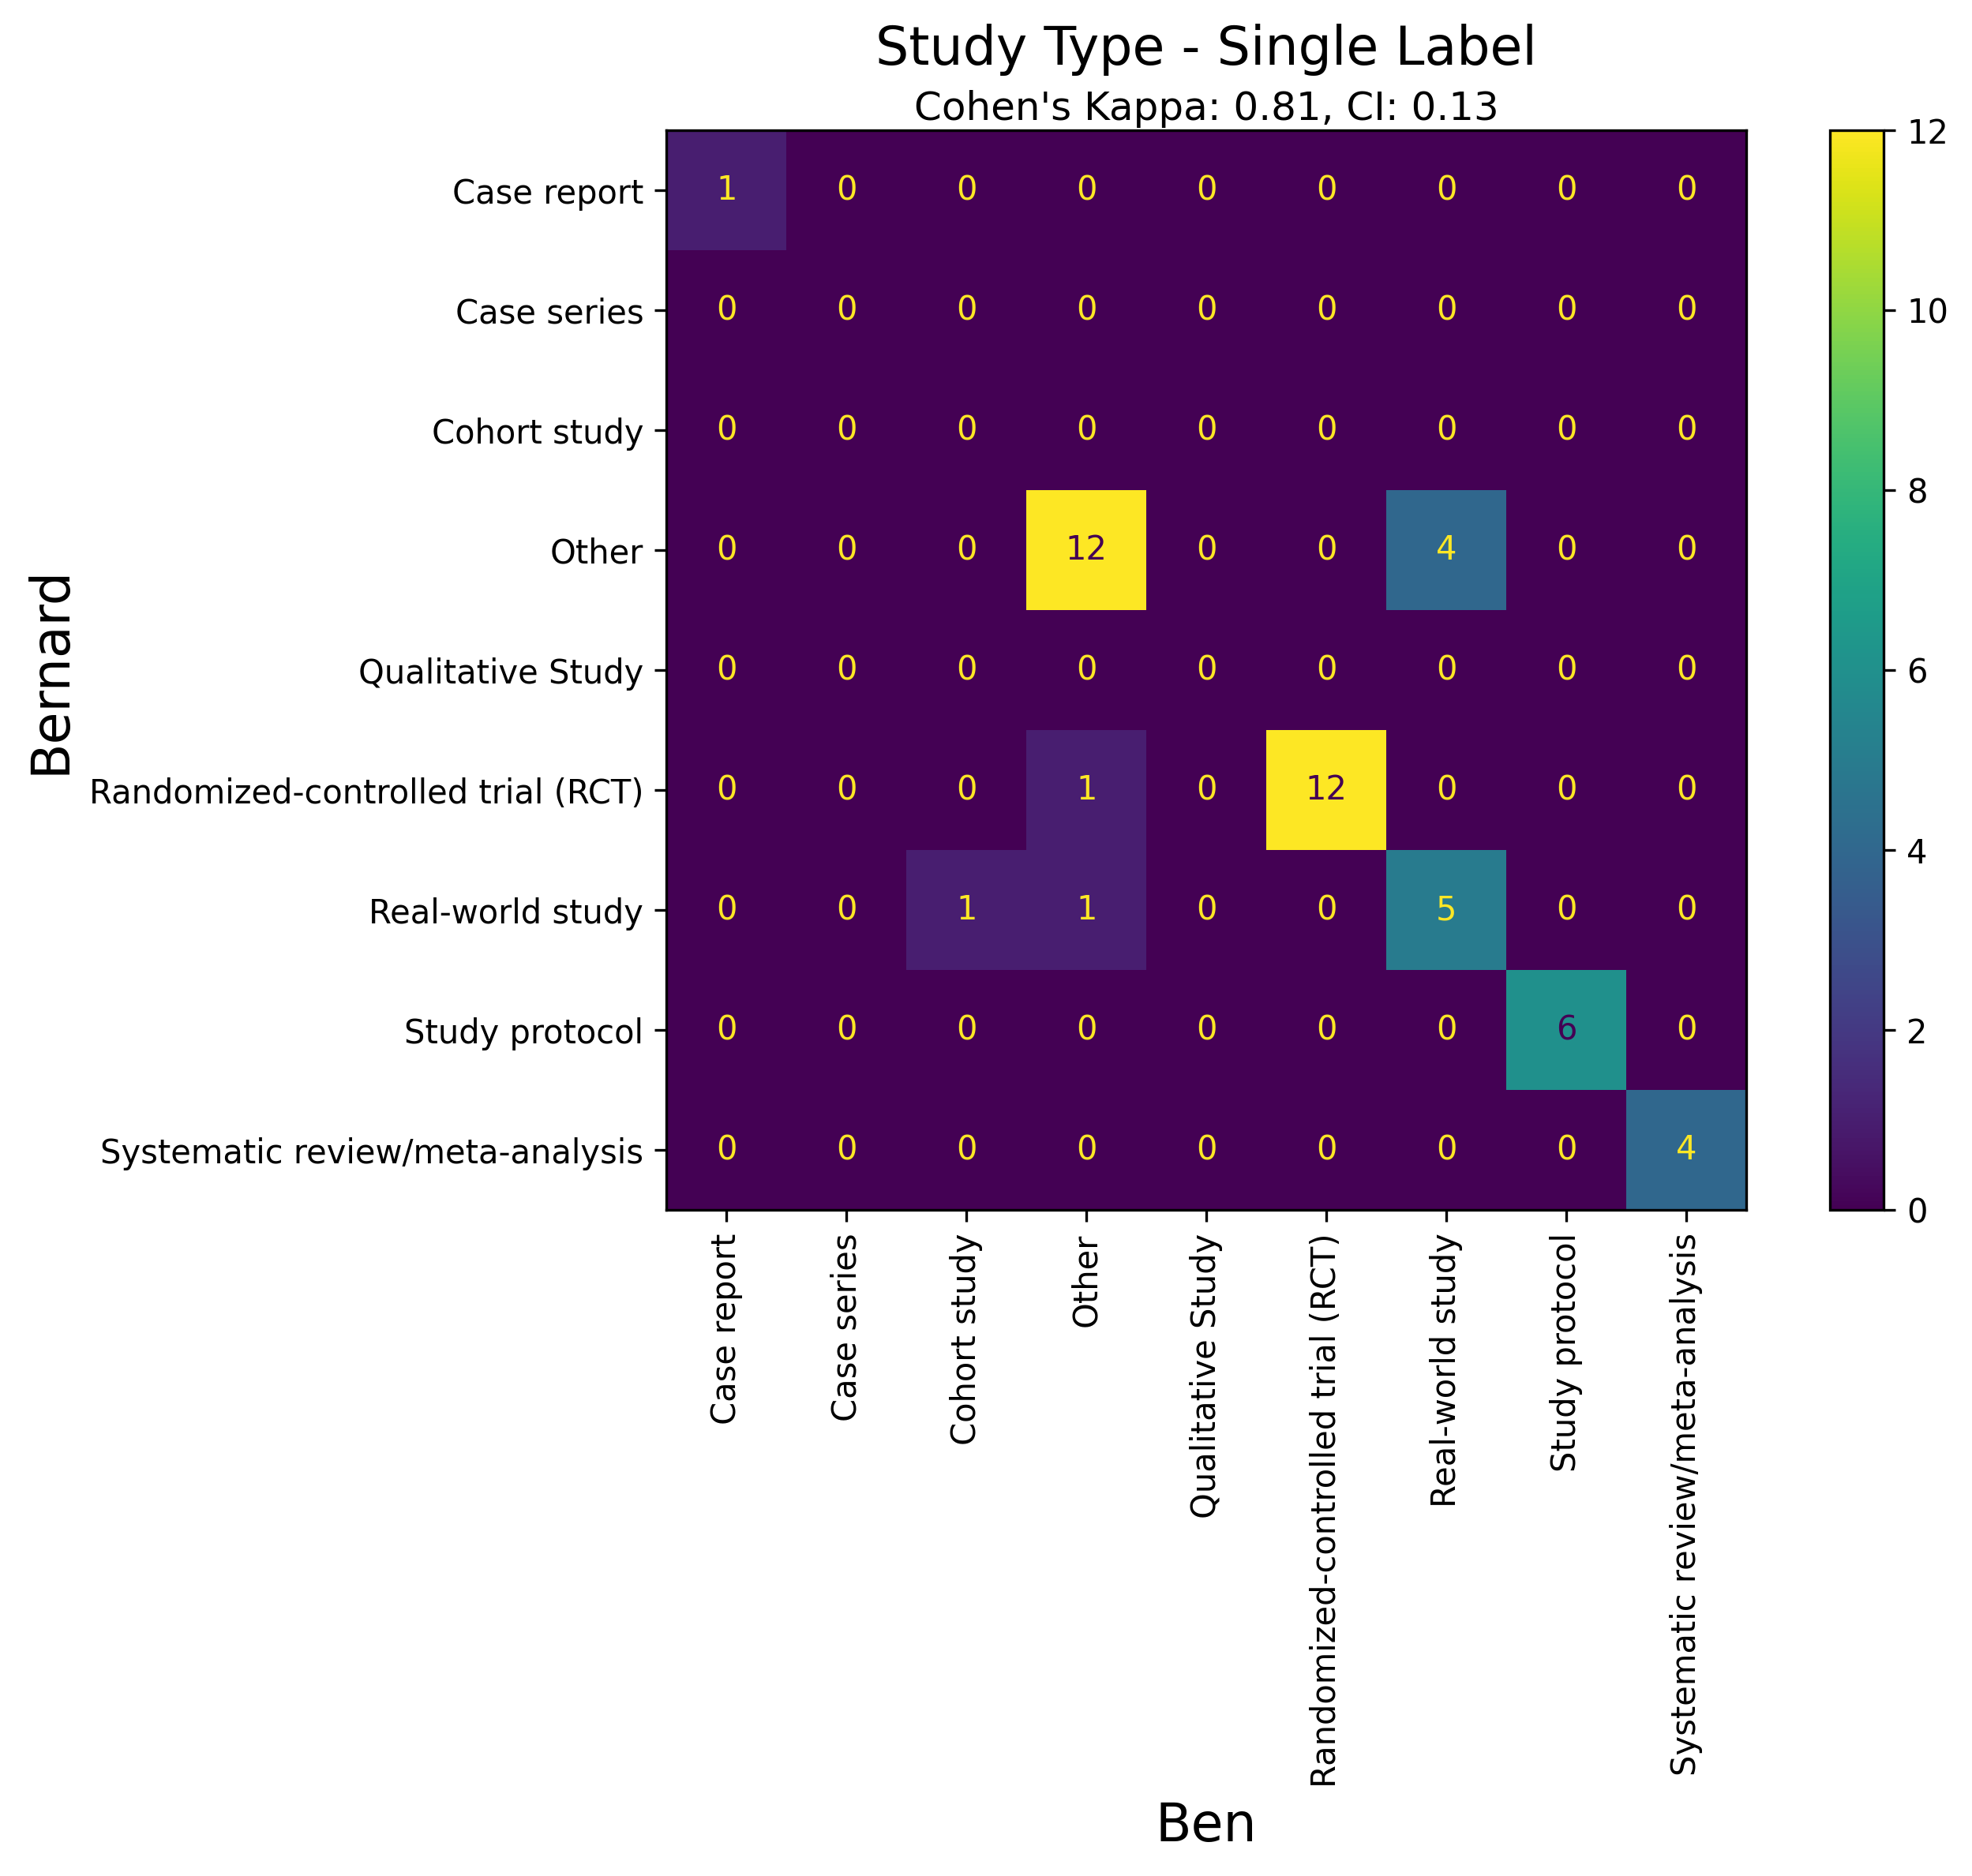 Study Type - Single Label
Cohen's Kappa: 0.81, CI: 0.13
Bernard
Case report 1 0 0 0 0 0 0 0 0
Case series 0 0 0 0 0 0 0 0 0
Cohort study 0 0 0 0 0 0 0 0 0
Other 0 0 0 12 0 0 4 0 0
Qualitative Study 0 0 0 0 0 0 0 0 0
Randomized-controlled trial (RCT) 0 0 0 1 0 12 0 0 0
Real-world study 0 0 1 1 0 0 5 0 0
Study protocol 0 0 0 0 0 0 0 6 0
Systematic review/meta-analysis 0 0 0 0 0 0 0 0 4
Case report
Case series
Cohort study
Other
Qualitative Study
Randomized-controlled trial (RCT)
Real-world study
Study protocol
Systematic review/meta-analysis
Ben
12
10
8
6
4
2
0